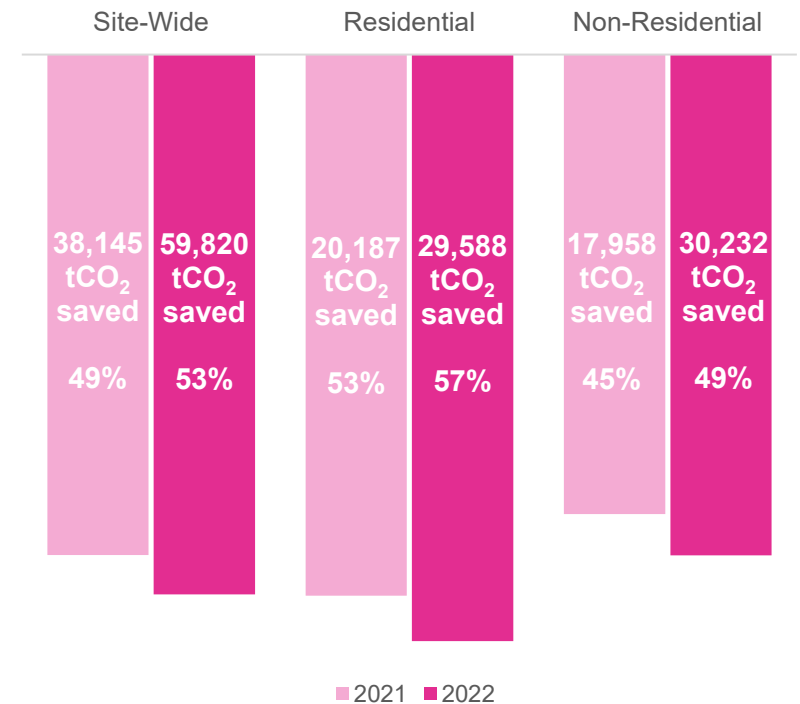 Site-Wide Residential Non-Residential
38,145
tCO₂
saved
49%
59,820
tCO₂
saved
53%
20,187
tCO₂
saved
53%
29,588
tCO₂
saved
57%
17,958
tCO₂
saved
45%
30,232
tCO₂
saved
49%
2021 2022